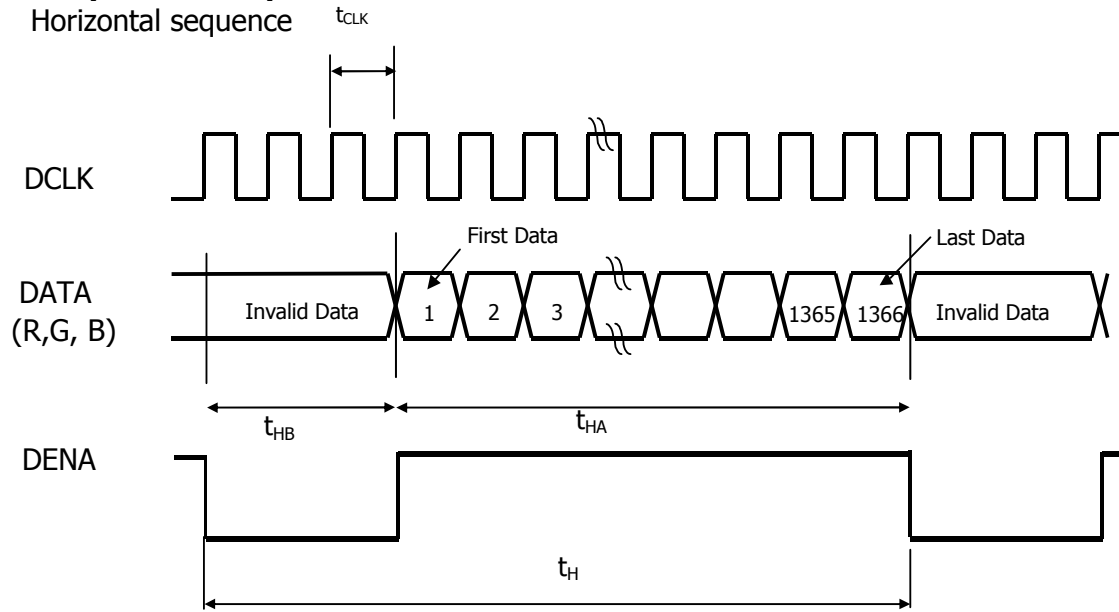 Horizontal sequence
tCLK
DCLK
First Data
Last Data
DATA
(R,G, B)
Invalid Data
1
2
3
1365
1366
Invalid Data
tHB
tHA
DENA
tH